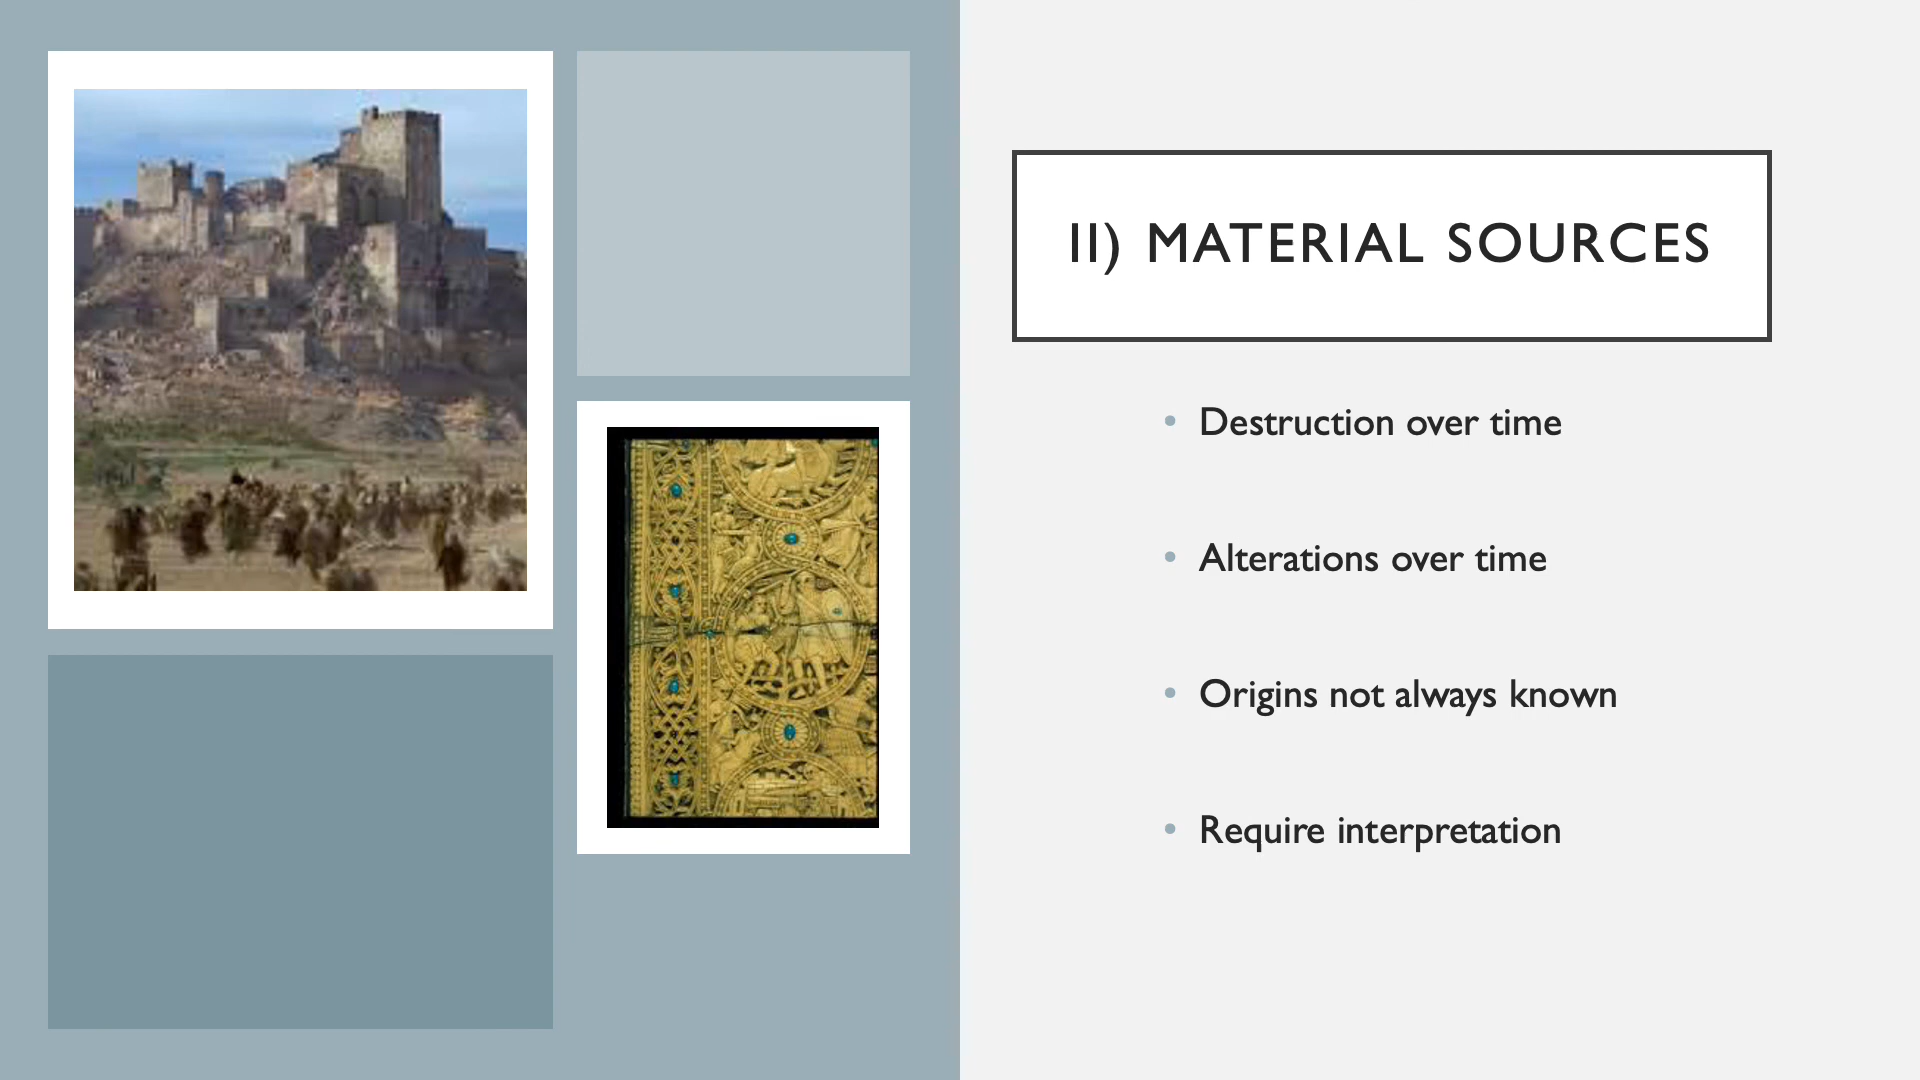 II) MATERIAL SOURCES
• Destruction over time
• Alterations over time
• Origins not always known
• Require interpretation